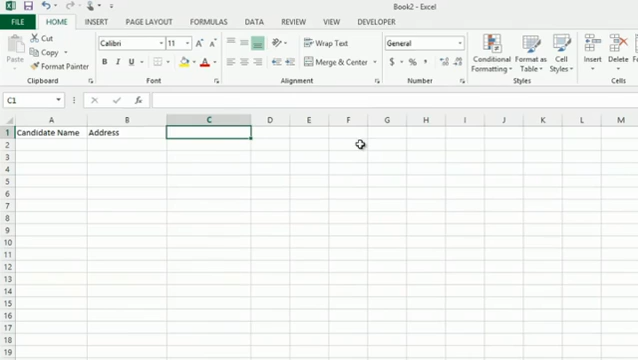 Book2 - Excel
FILE HOME INSERT PAGE LAYOUT FORMULAS DATA REVIEW VIEW DEVELOPER
Cut
Copy
Format Painter
Paste
Clipboard
Calibri 11
B I U
Font
Wrap Text
Merge & Center
Alignment
General
$ % ,
Number
Conditional Formatting
Format as Table
Cell Styles
Styles
Insert Delete
C1 fx
A B C D E F G H I J K L M
1 Candidate Name Address
2
3
4
5
6
7
8
9
10
11
12
13
14
15
16
17
18
19